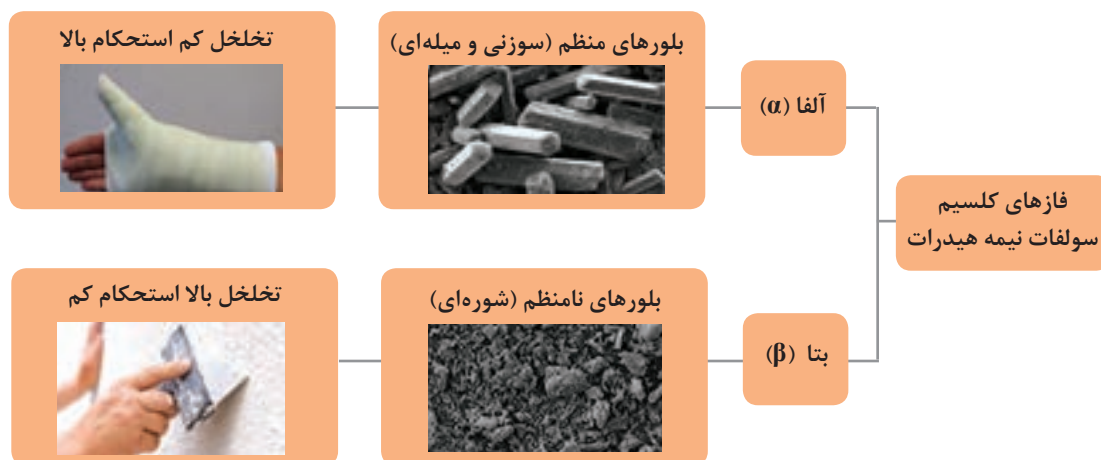 فازهای کلسیم
سولفات نیمه هیدرات
آلفا (α)
بلورهای منظم (سوزنی و میله‌ای)
تخلخل کم استحکام بالا
بتا (β)
بلورهای نامنظم (شوره‌ای)
تخلخل بالا استحکام کم